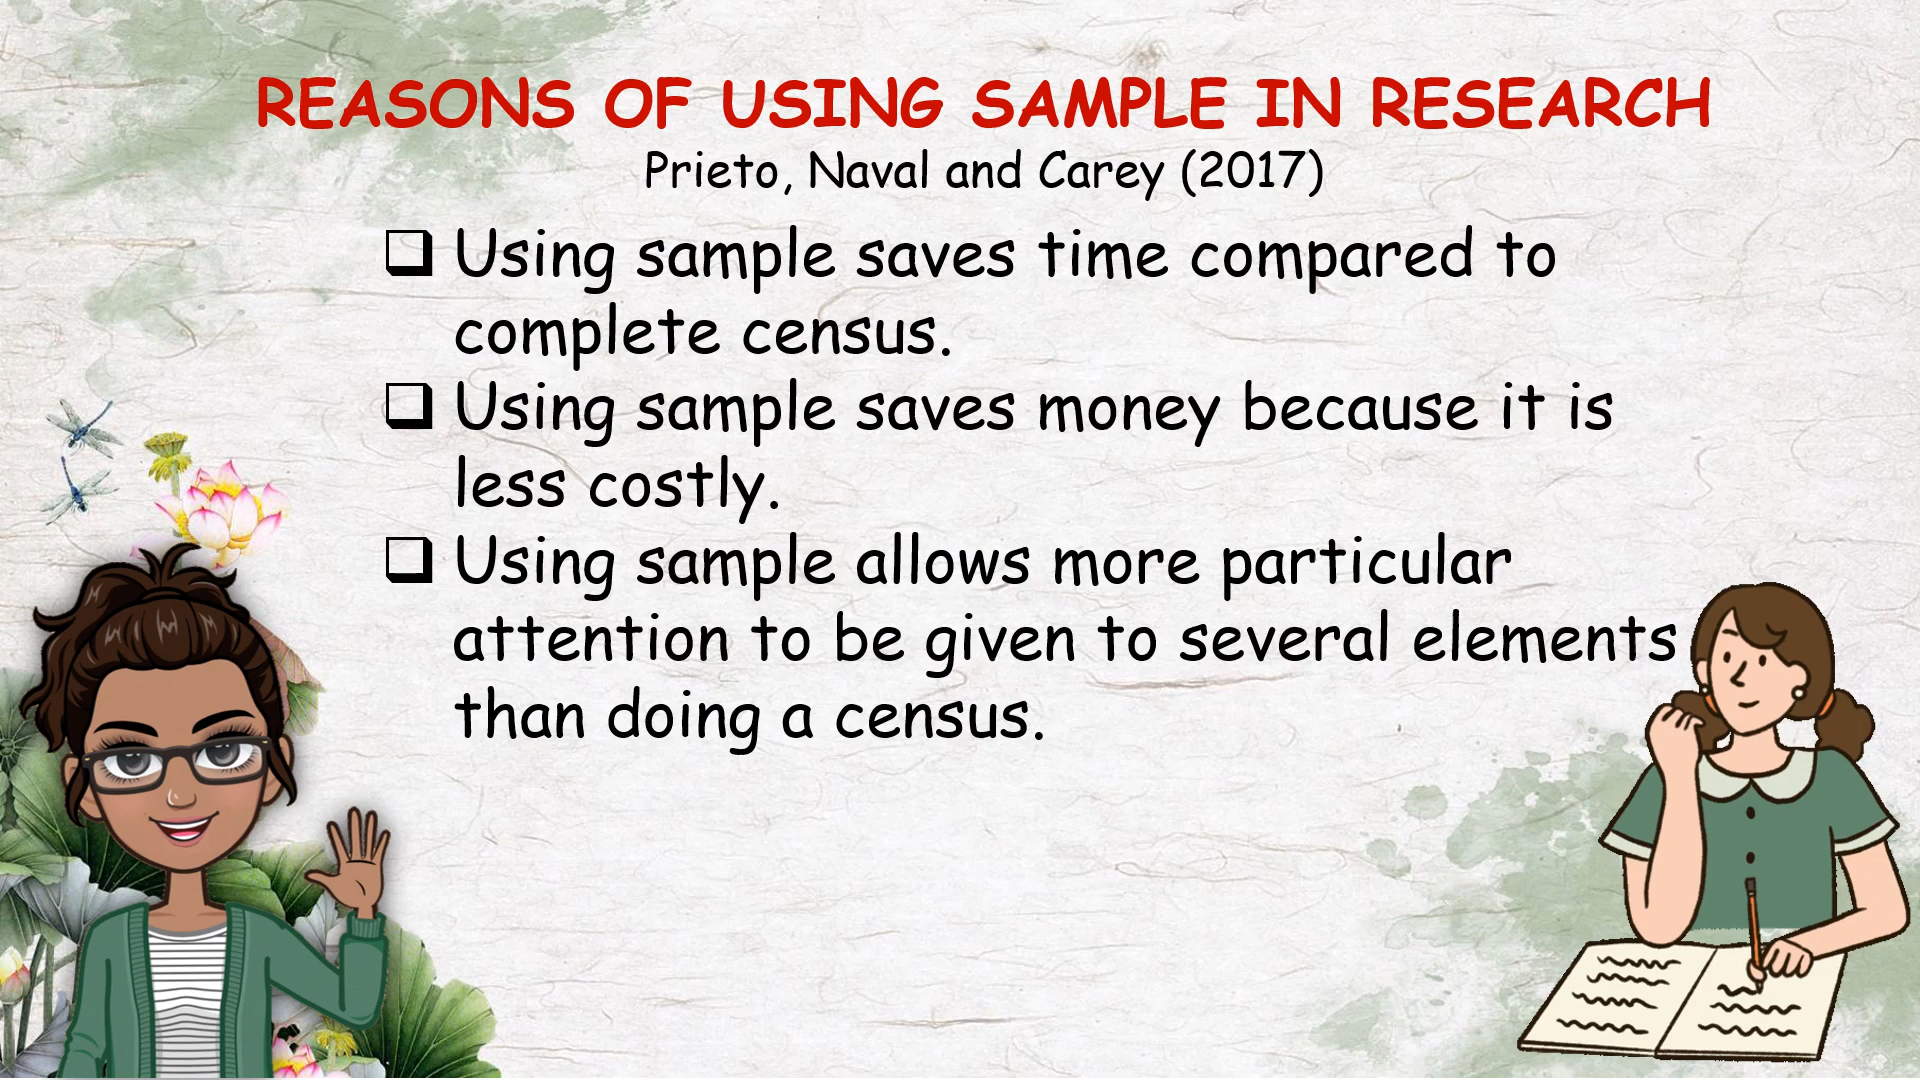 REASONS OF USING SAMPLE IN RESEARCH
Prieto, Naval and Carey (2017)
❑ Using sample saves time compared to
complete census.
❑ Using sample saves money because it is
less costly.
❑ Using sample allows more particular
attention to be given to several elements
than doing a census.